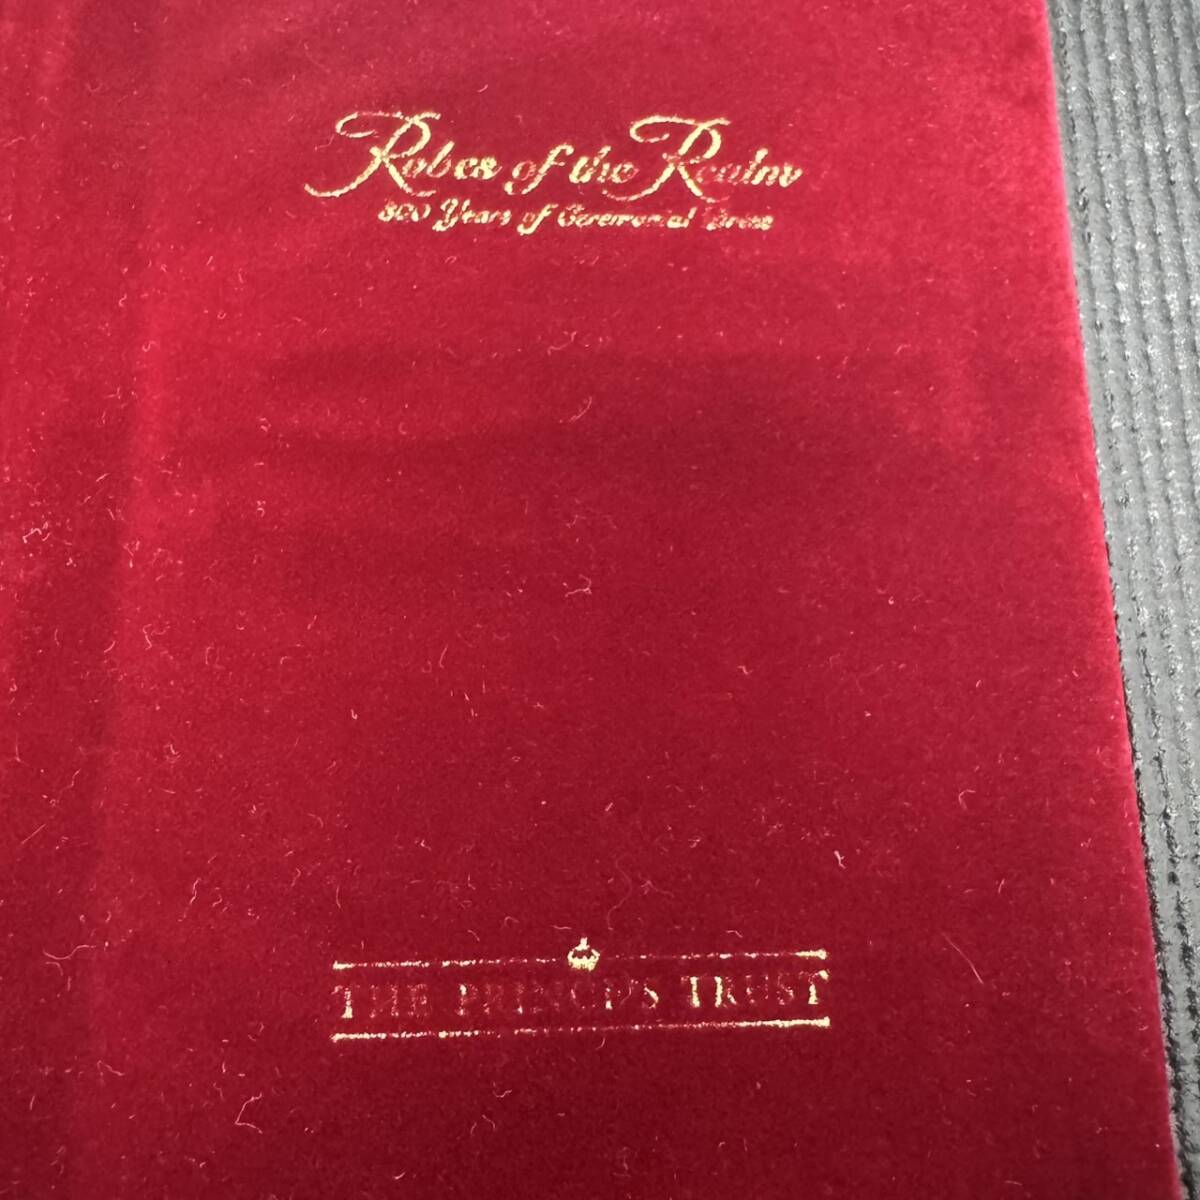 Robes of the Realm
300 Years of Ceremonial Dress
THE PRINCE'S TRUST